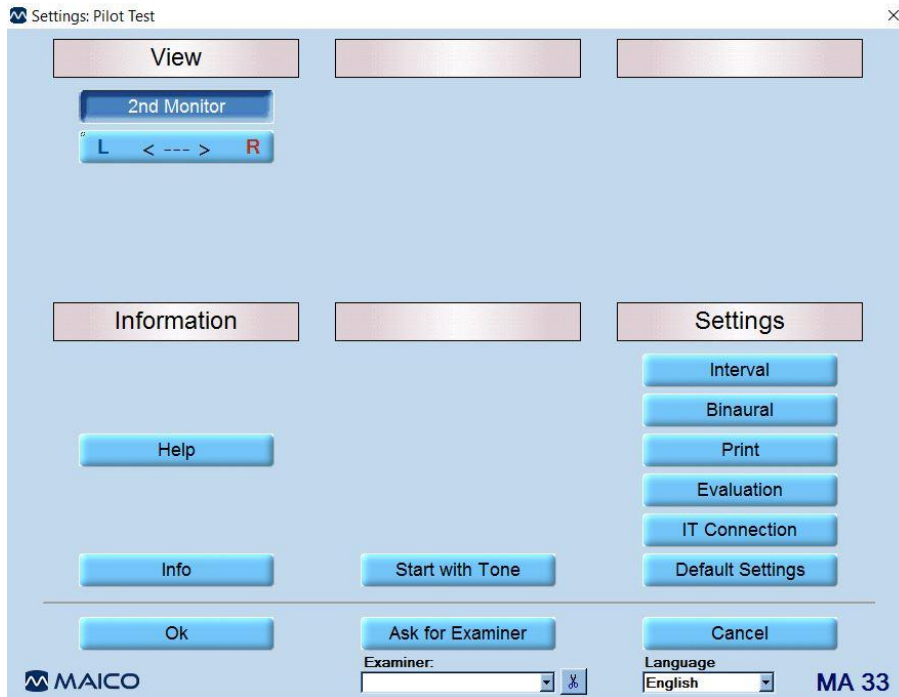 Settings: Pilot Test
View
2nd Monitor
L < --- > R
Information
Settings
Interval
Binaural
Help
Print
Evaluation
IT Connection
Info
Start with Tone
Default Settings
Ok
Ask for Examiner
Cancel
Examiner:
Language
English
MAICO
MA 33